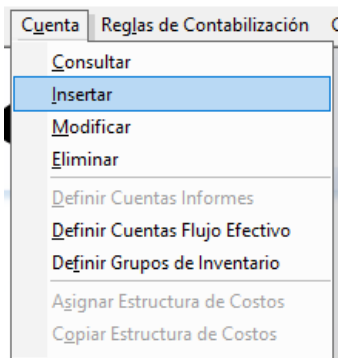 Cuenta Reglas de Contabilización
Consultar
Insertar
Modificar
Eliminar
Definir Cuentas Informes
Definir Cuentas Flujo Efectivo
Definir Grupos de Inventario
Asignar Estructura de Costos
Copiar Estructura de Costos